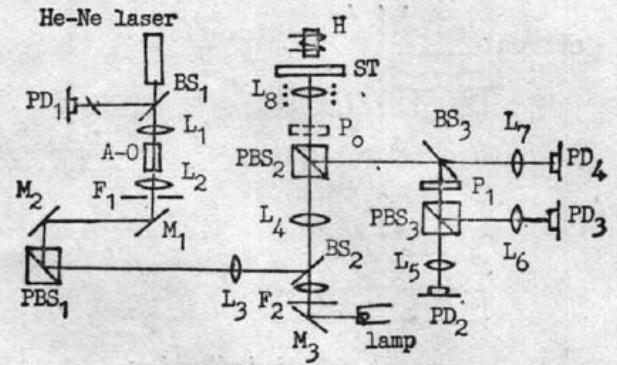 He-Ne laser
H
ST
PD1
BS1
L8
L1
A-O
P0
BS3
L7
L2
PBS2
PD4
M2
F1
P1
M1
L4
PBS3
PD3
PBS1
BS2
L5
L6
L3
F2
PD2
M3
lamp